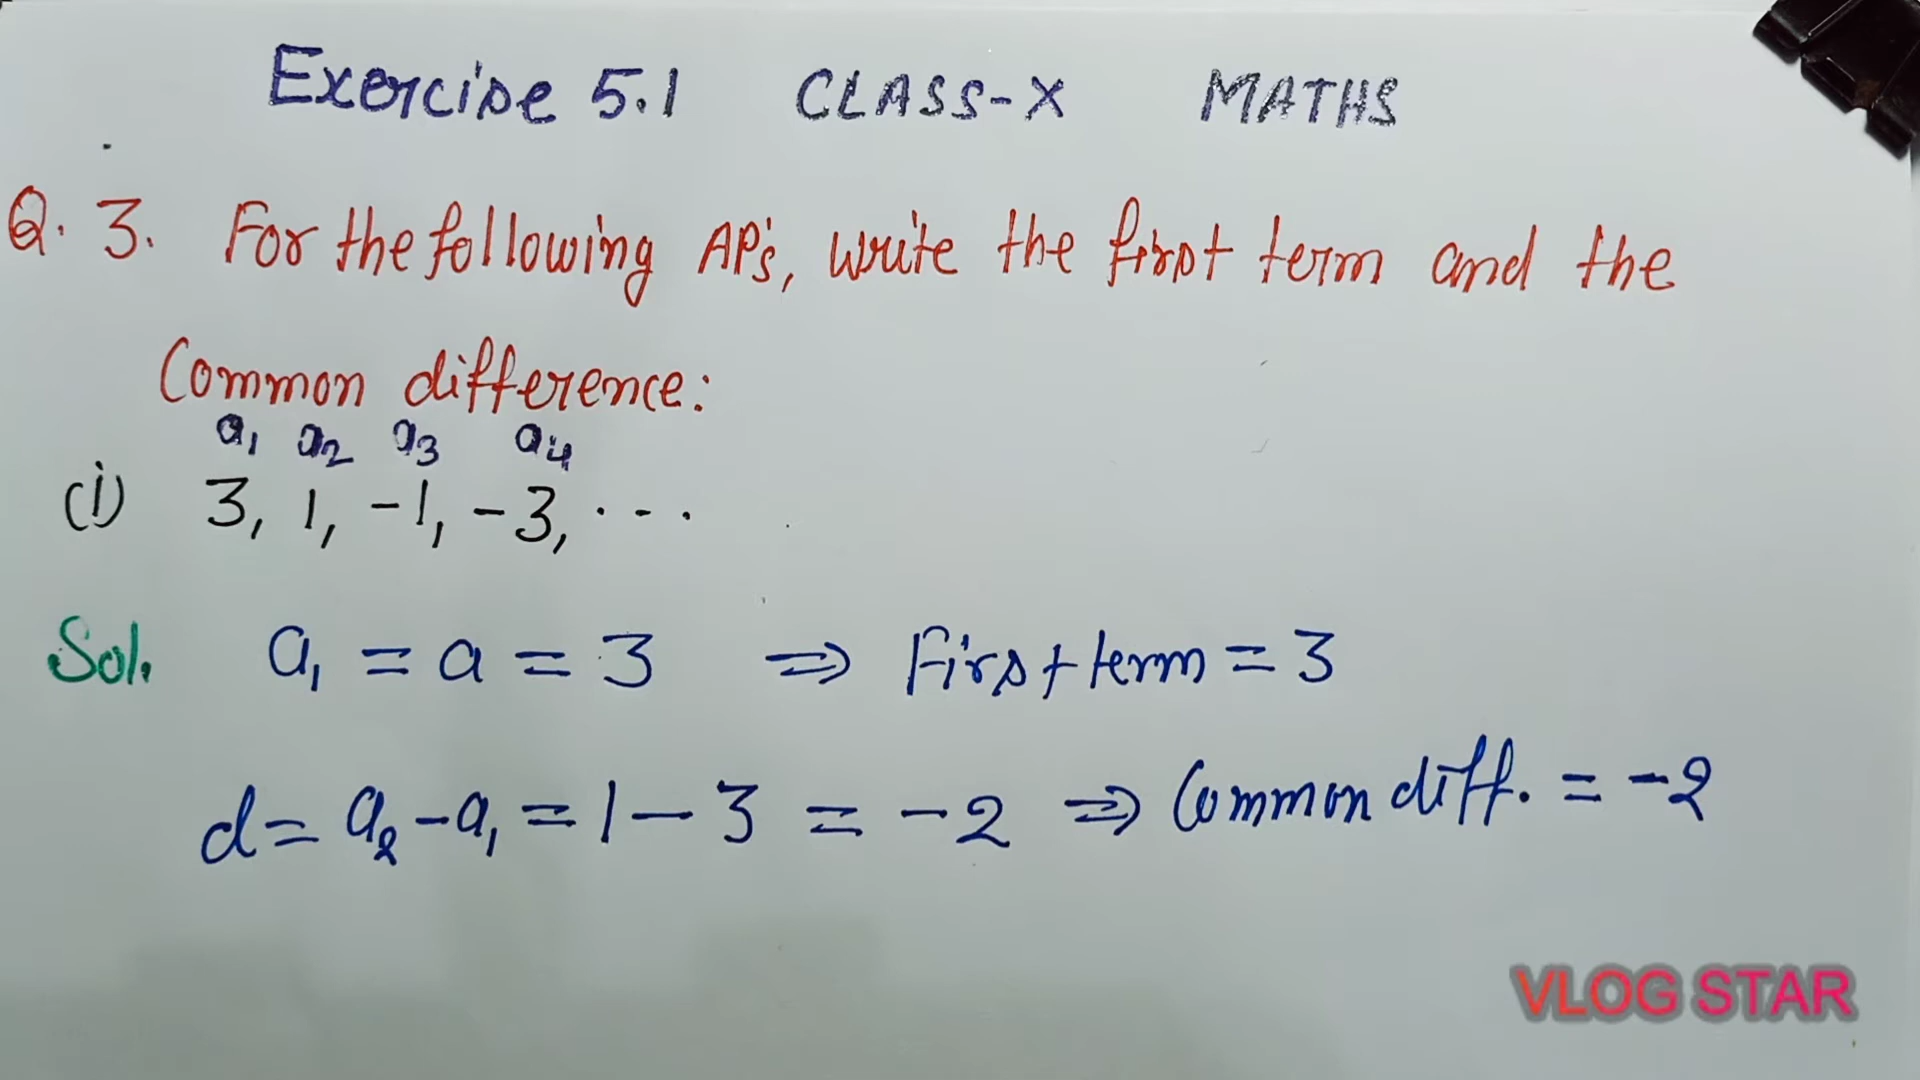 Exercise 5.1 CLASS-X MATHS
Q. 3. For the following AP's, write the first term and the
Common difference:
a₁ a₂ a₃ a₄
(i) 3, 1, -1, -3, ...
Sol. a₁ = a = 3 ⇒ First term = 3
d = a₂ - a₁ = 1 - 3 = -2 ⇒ Common diff. = -2
VLOG STAR